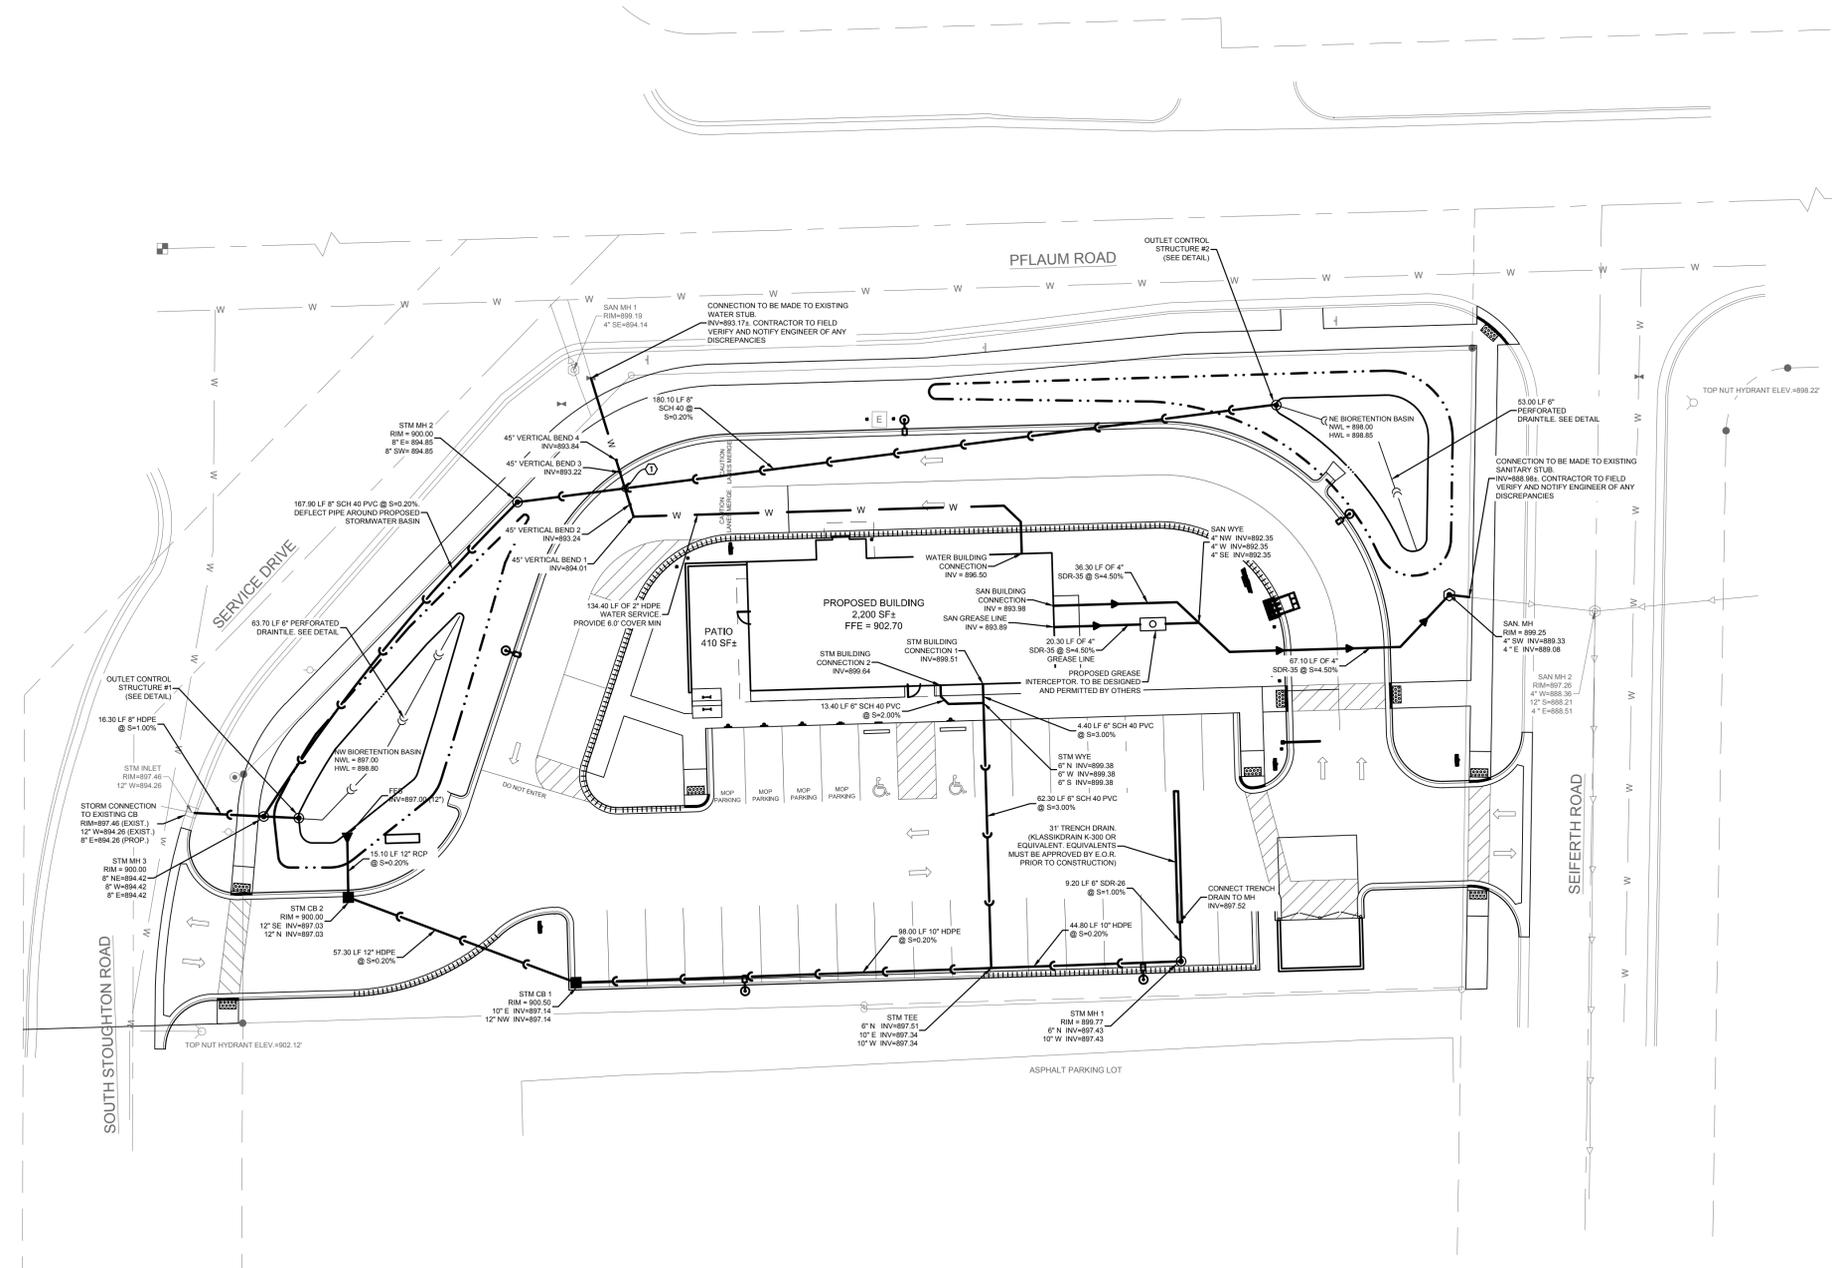 PFLAUM ROAD
OUTLET CONTROL
STRUCTURE #2
(SEE DETAIL)
SAN MH 1
RIM=899.19
4" SE=894.14
CONNECTION TO BE MADE TO EXISTING
WATER STUB.
INV=893.17±. CONTRACTOR TO FIELD
VERIFY AND NOTIFY ENGINEER OF ANY
DISCREPANCIES
TOP NUT HYDRANT ELEV.=898.22'
180.10 LF 8"
SCH 40 @
S=0.20%
E
NE BIORETENTION BASIN
NWL = 898.00
HWL = 898.85
53.00 LF 6"
PERFORATED
DRAINTILE. SEE DETAIL
STM MH 2
RIM = 900.00
8" E= 894.85
8" SW= 894.85
45° VERTICAL BEND 4
INV=893.84
45° VERTICAL BEND 3
INV=893.22
1
CAUTION
LANES MERGE
CAUTION
LANES MERGE
CONNECTION TO BE MADE TO EXISTING
SANITARY STUB.
INV=888.98±. CONTRACTOR TO FIELD
VERIFY AND NOTIFY ENGINEER OF ANY
DISCREPANCIES
167.90 LF 8" SCH 40 PVC @ S=0.20%.
DEFLECT PIPE AROUND PROPOSED
STORMWATER BASIN
45° VERTICAL BEND 2
INV=893.24
45° VERTICAL BEND 1
INV=894.01
SAN WYE
4" NW INV=892.35
4" W INV=892.35
4" SE INV=892.35
WATER BUILDING
CONNECTION
INV = 896.50
36.30 LF OF 4"
SDR-35 @ S=4.50%
SERVICE DRIVE
134.40 LF OF 2" HDPE
WATER SERVICE.
PROVIDE 6.0' COVER MIN
PROPOSED BUILDING
2,200 SF±
FFE = 902.70
SAN BUILDING
CONNECTION
INV = 893.98
SAN GREASE LINE
INV = 893.89
PATIO
410 SF±
63.70 LF 6" PERFORATED
DRAINTILE. SEE DETAIL
STM BUILDING
CONNECTION 1
INV=899.51
STM BUILDING
CONNECTION 2
INV=899.64
20.30 LF OF 4"
SDR-35 @ S=4.50%
GREASE LINE
PROPOSED GREASE
INTERCEPTOR. TO BE DESIGNED
AND PERMITTED BY OTHERS
67.10 LF OF 4"
SDR-35 @ S=4.50%
SAN. MH
RIM = 899.25
4" SW INV=889.33
4 " E INV=889.08
SAN MH 2
RIM=897.26
4" W=888.36
12" S=888.21
4 " E=888.51
OUTLET CONTROL
STRUCTURE #1
(SEE DETAIL)
16.30 LF 8" HDPE
@ S=1.00%
13.40 LF 6" SCH 40 PVC
@ S=2.00%
4.40 LF 6" SCH 40 PVC
@ S=3.00%
NW BIORETENTION BASIN
NWL = 897.00
HWL = 898.80
STM WYE
6" N INV=899.38
6" W INV=899.38
6" S INV=899.38
STM INLET
RIM=897.46
12" W=894.26
DO NOT ENTER
MOP
PARKING
MOP
PARKING
MOP
PARKING
MOP
PARKING
FES
INV=897.00 (12")
62.30 LF 6" SCH 40 PVC
@ S=3.00%
STORM CONNECTION
TO EXISTING CB
RIM=897.46 (EXIST.)
12" W=894.26 (EXIST.)
8" E=894.26 (PROP.)
31' TRENCH DRAIN.
(KLASSIKDRAIN K-300 OR
EQUIVALENT. EQUIVALENTS
MUST BE APPROVED BY E.O.R.
PRIOR TO CONSTRUCTION)
SEIFERTH ROAD
15.10 LF 12" RCP
@ S=0.20%
STM MH 3
RIM = 900.00
8" NE=894.42
8" W=894.42
8" E=894.42
9.20 LF 6" SDR-26
@ S=1.00%
CONNECT TRENCH
DRAIN TO MH
INV=897.52
STM CB 2
RIM = 900.00
12" SE INV=897.03
12" N INV=897.03
57.30 LF 12" HDPE
@ S=0.20%
98.00 LF 10" HDPE
@ S=0.20%
44.80 LF 10" HDPE
@ S=0.20%
SOUTH STOUGHTON ROAD
STM CB 1
RIM = 900.50
10" E INV=897.14
12" NW INV=897.14
STM TEE
6" N INV=897.51
10" E INV=897.34
10" W INV=897.34
STM MH 1
RIM = 899.77
6" N INV=897.43
10" W INV=897.43
TOP NUT HYDRANT ELEV.=902.12'
ASPHALT PARKING LOT